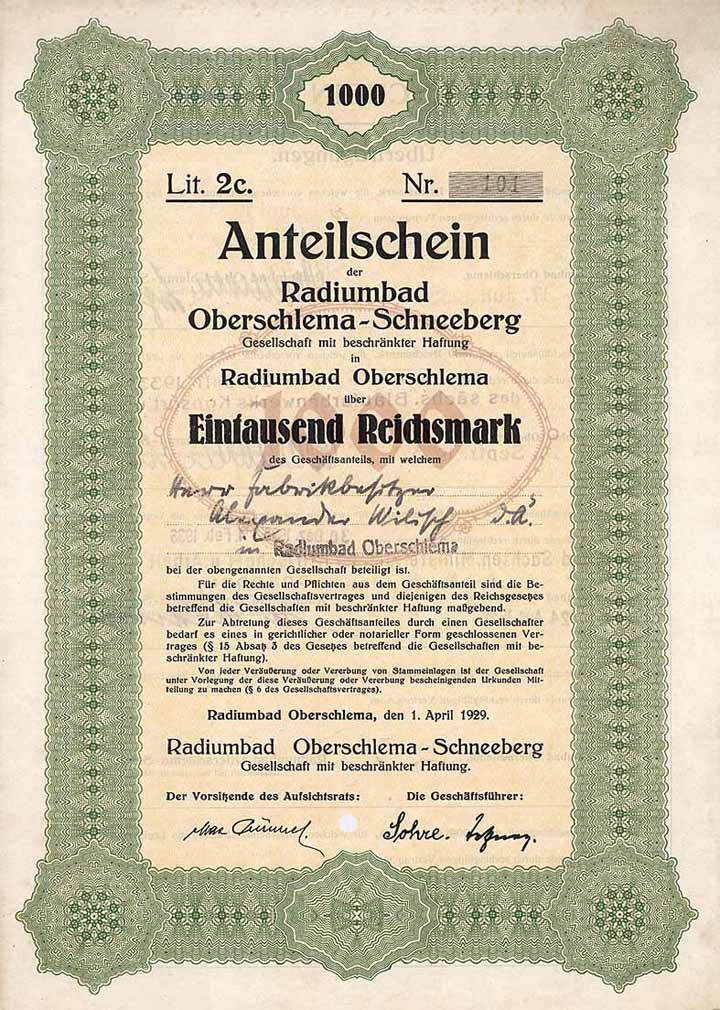 1000
Lit. 2c. Nr. 101
Anteilschein
der
Radiumbad
Oberschlema-Schneeberg
Gesellschaft mit beschränkter Haftung
in
Radiumbad Oberschlema
über
Eintausend Reichsmark
des Geschäftsanteils, mit welchem
Herr Fabrikbesitzer
Alexander Wilisch d.Ä.
in Radiumbad Oberschlema
bei der obengenannten Gesellschaft beteiligt ist.
Für die Rechte und Pflichten aus dem Geschäftsanteil sind die Be-
stimmungen des Gesellschaftsvertrages und diejenigen des Reichsgesetzes
betreffend die Gesellschaften mit beschränkter Haftung maßgebend.
Zur Abtretung dieses Geschäftsanteiles durch einen Gesellschafter
bedarf es eines in gerichtlicher oder notarieller Form geschlossenen Ver-
trages (§ 15 Absatz 3 des Gesetzes betreffend die Gesellschaften mit be-
schränkter Haftung).
Von jeder Veräußerung oder Vererbung von Stammeinlagen ist der Gesellschaft
unter Vorlegung der diese Veräußerung oder Vererbung bescheinigenden Urkunden Mit-
teilung zu machen (§ 6 des Gesellschaftsvertrages).
Radiumbad Oberschlema, den 1. April 1929.
Radiumbad Oberschlema-Schneeberg
Gesellschaft mit beschränkter Haftung.
Der Vorsitzende des Aufsichtsrats: Die Geschäftsführer: